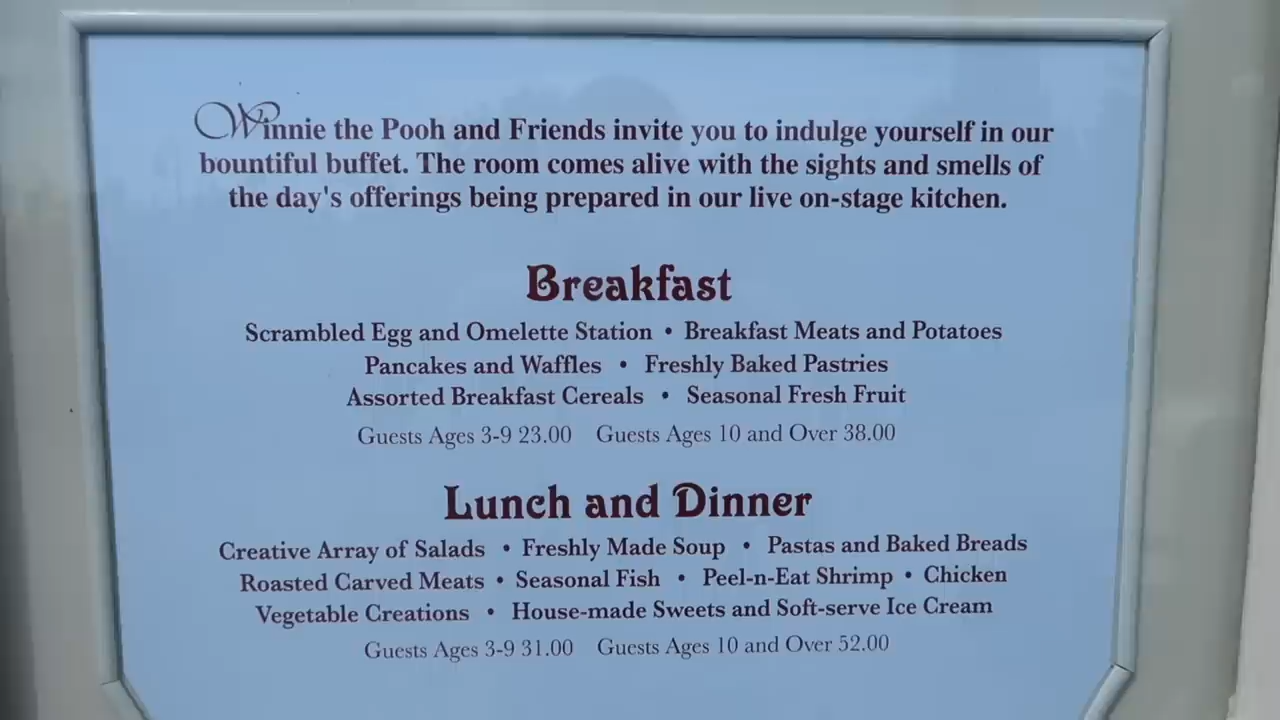 Winnie the Pooh and Friends invite you to indulge yourself in our
bountiful buffet. The room comes alive with the sights and smells of
the day's offerings being prepared in our live on-stage kitchen.
Breakfast
Scrambled Egg and Omelette Station • Breakfast Meats and Potatoes
Pancakes and Waffles • Freshly Baked Pastries
Assorted Breakfast Cereals • Seasonal Fresh Fruit
Guests Ages 3-9 23.00 Guests Ages 10 and Over 38.00
Lunch and Dinner
Creative Array of Salads • Freshly Made Soup • Pastas and Baked Breads
Roasted Carved Meats • Seasonal Fish • Peel-n-Eat Shrimp • Chicken
Vegetable Creations • House-made Sweets and Soft-serve Ice Cream
Guests Ages 3-9 31.00 Guests Ages 10 and Over 52.00